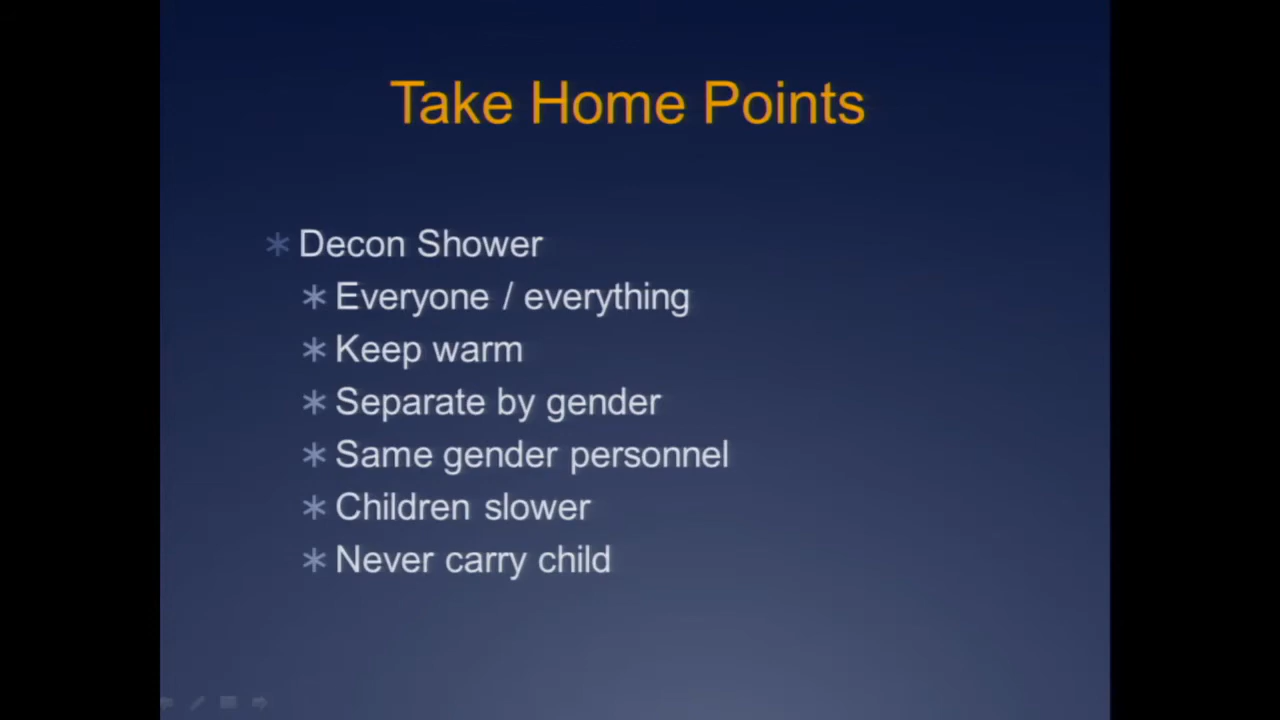 Take Home Points
Decon Shower
Everyone / everything
Keep warm
Separate by gender
Same gender personnel
Children slower
Never carry child